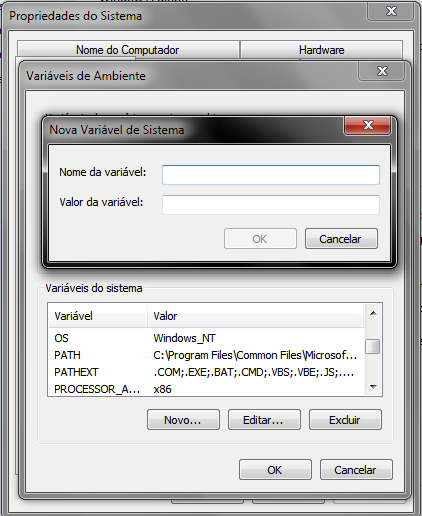 Propriedades do Sistema
Nome do Computador
Hardware
Variáveis de Ambiente
Nova Variável de Sistema
Nome da variável:
Valor da variável:
OK
Cancelar
Variáveis do sistema
Variável Valor
OS Windows_NT
PATH C:\Program Files\Common Files\Microsof...
PATHEXT .COM;.EXE;.BAT;.CMD;.VBS;.VBE;.JS;....
PROCESSOR_A... x86
Novo...
Editar...
Excluir
OK
Cancelar